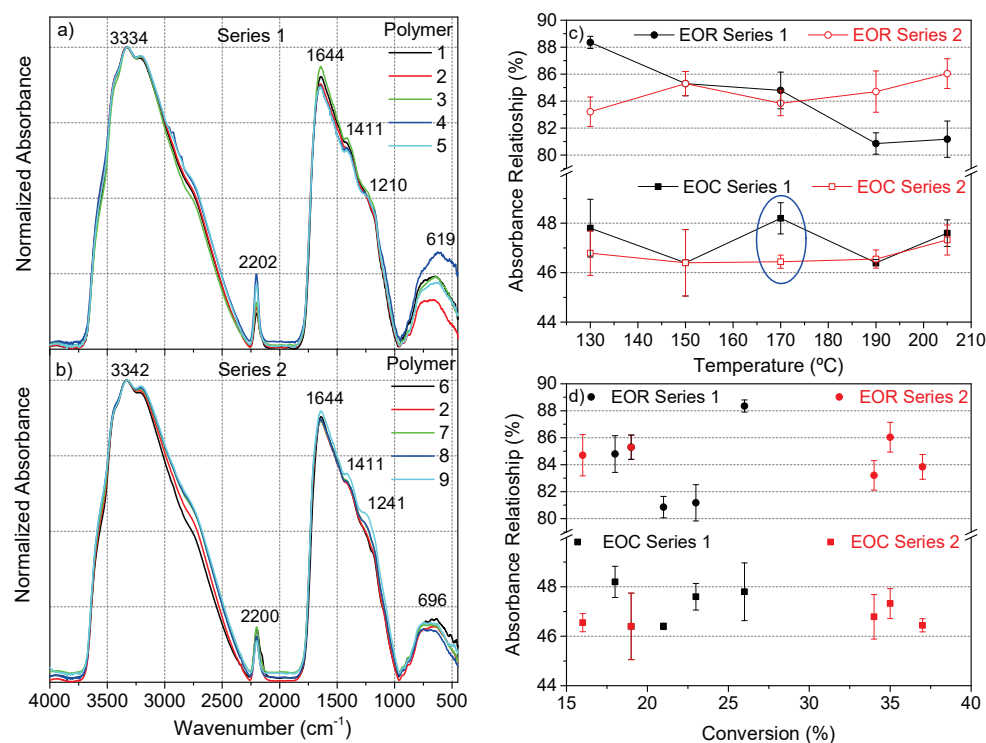 a)
Series 1
Polymer
3334
1
2
3
4
5
1644
1411
1210
2202
619
Normalized Absorbance
b)
Series 2
Polymer
3342
6
2
7
8
9
1644
1411
1241
2200
696
Normalized Absorbance
4000 3500 3000 2500 2000 1500 1000 500
Wavenumber (cm⁻¹)
c)
EOR Series 1
EOR Series 2
90
88
86
84
82
80
EOC Series 1
EOC Series 2
48
46
44
Absorbance Relatioship (%)
130 140 150 160 170 180 190 200 210
Temperature (ºC)
d)
EOR Series 1
EOR Series 2
90
88
86
84
82
80
EOC Series 1
EOC Series 2
48
46
44
Absorbance Relatioship (%)
15 20 25 30 35 40
Conversion (%)